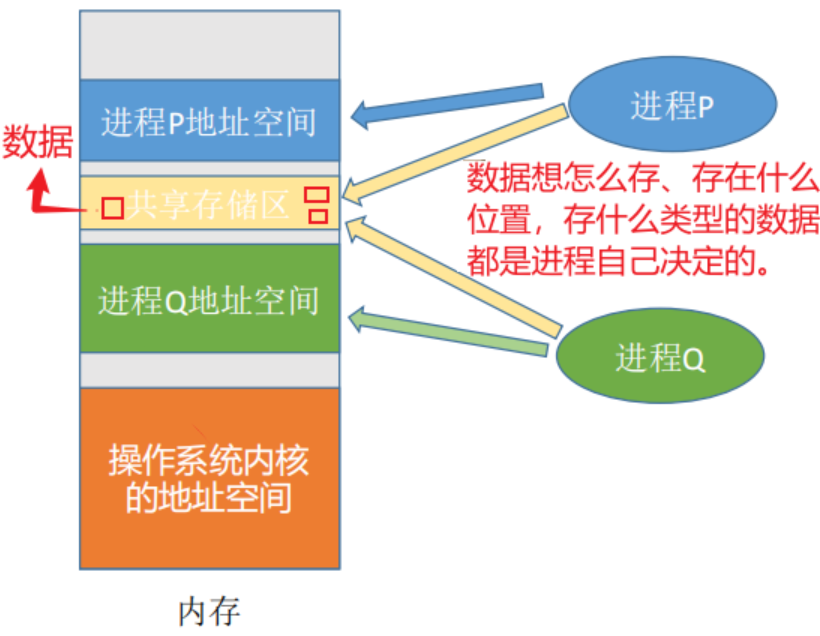 进程P地址空间
进程P
数据
共享存储区
数据想怎么存、存在什么
位置，存什么类型的数据
都是进程自己决定的。
进程Q地址空间
进程Q
操作系统内核
的地址空间
内存